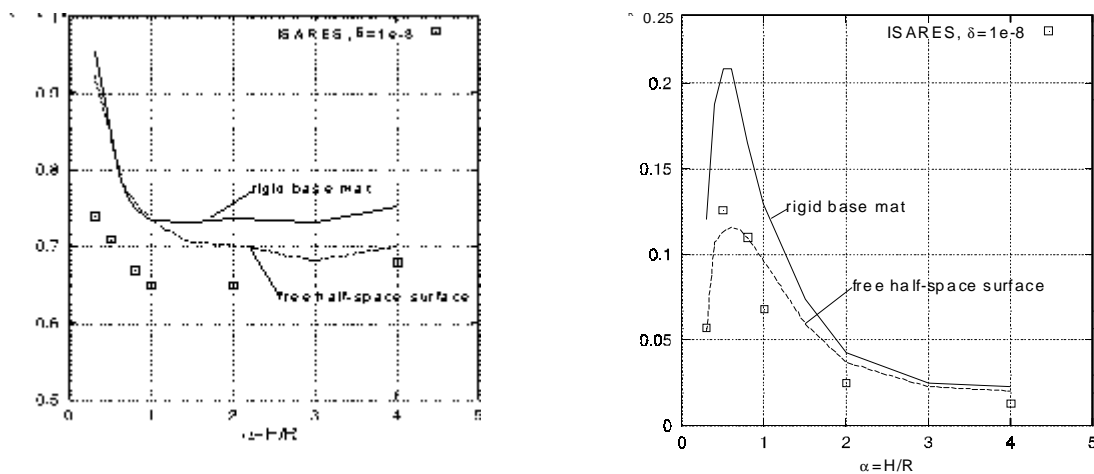 ISARES, δ=1e-8
0.9
0.8
0.7
0.6
0.5
rigid base mat
free half-space surface
0 1 2 3 4 5
α=H/R
0.25
0.2
0.15
0.1
0.05
0
ISARES, δ=1e-8
rigid base mat
free half-space surface
0 1 2 3 4 5
α=H/R